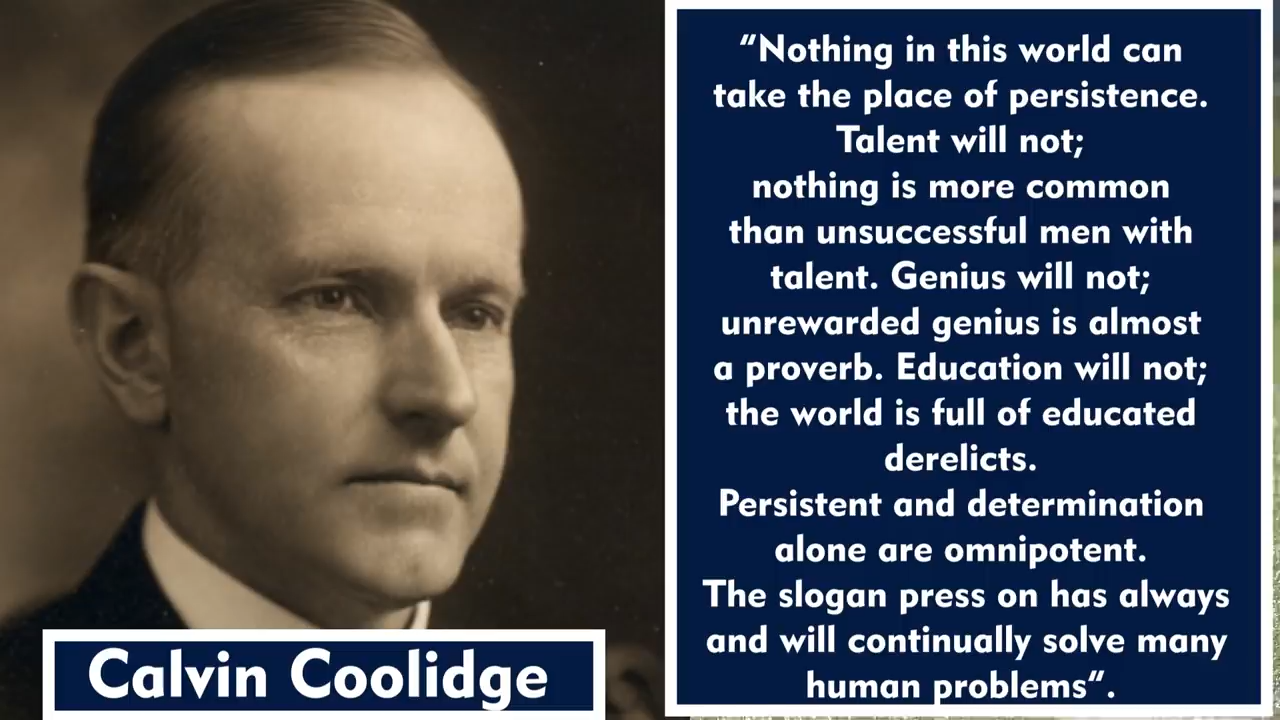 “Nothing in this world can
take the place of persistence.
Talent will not;
nothing is more common
than unsuccessful men with
talent. Genius will not;
unrewarded genius is almost
a proverb. Education will not;
the world is full of educated
derelicts.
Persistent and determination
alone are omnipotent.
The slogan press on has always
and will continually solve many
human problems”.
Calvin Coolidge